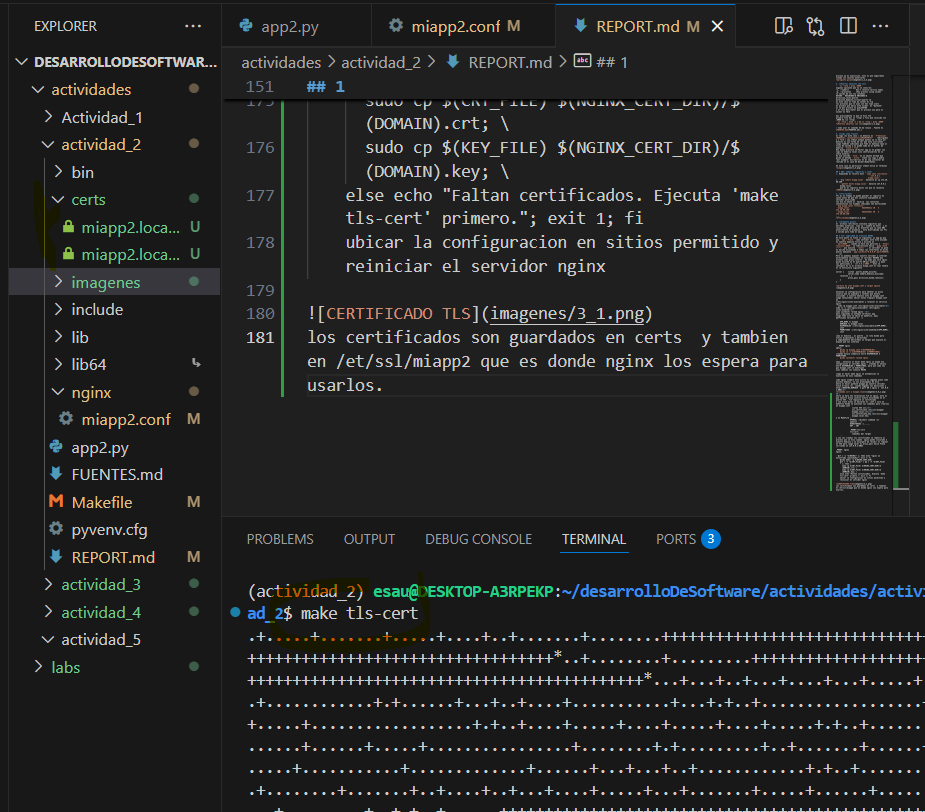 EXPLORER
···
DESARROLLODESOFTWAR...
actividades
Actividad_1
actividad_2
bin
certs
miapp2.loca... U
miapp2.loca... U
imagenes
include
lib
lib64
nginx
miapp2.conf M
app2.py
FUENTES.md
Makefile M
pyvenv.cfg
REPORT.md M
actividad_3
actividad_4
actividad_5
labs
app2.py
miapp2.conf M
REPORT.md M
actividades > actividad_2 > REPORT.md > abc ## 1
151 ## 1
175 sudo cp $(CRT_FILE) $(NGINX_CERT_DIR)/$
(DOMAIN).crt; \
176 sudo cp $(KEY_FILE) $(NGINX_CERT_DIR)/$
(DOMAIN).key; \
177 else echo "Faltan certificados. Ejecuta 'make
tls-cert' primero."; exit 1; fi
178 ubicar la configuracion en sitios permitido y
reiniciar el servidor nginx
179
180 ![CERTIFICADO TLS](imagenes/3_1.png)
181 los certificados son guardados en certs y tambien
en /et/ssl/miapp2 que es donde nginx los espera para
usarlos.
PROBLEMS OUTPUT DEBUG CONSOLE TERMINAL PORTS 3
(actividad_2) esau@DESKTOP-A3RPEKP:~/desarrolloDeSoftware/actividades/activi
ad_2$ make tls-cert